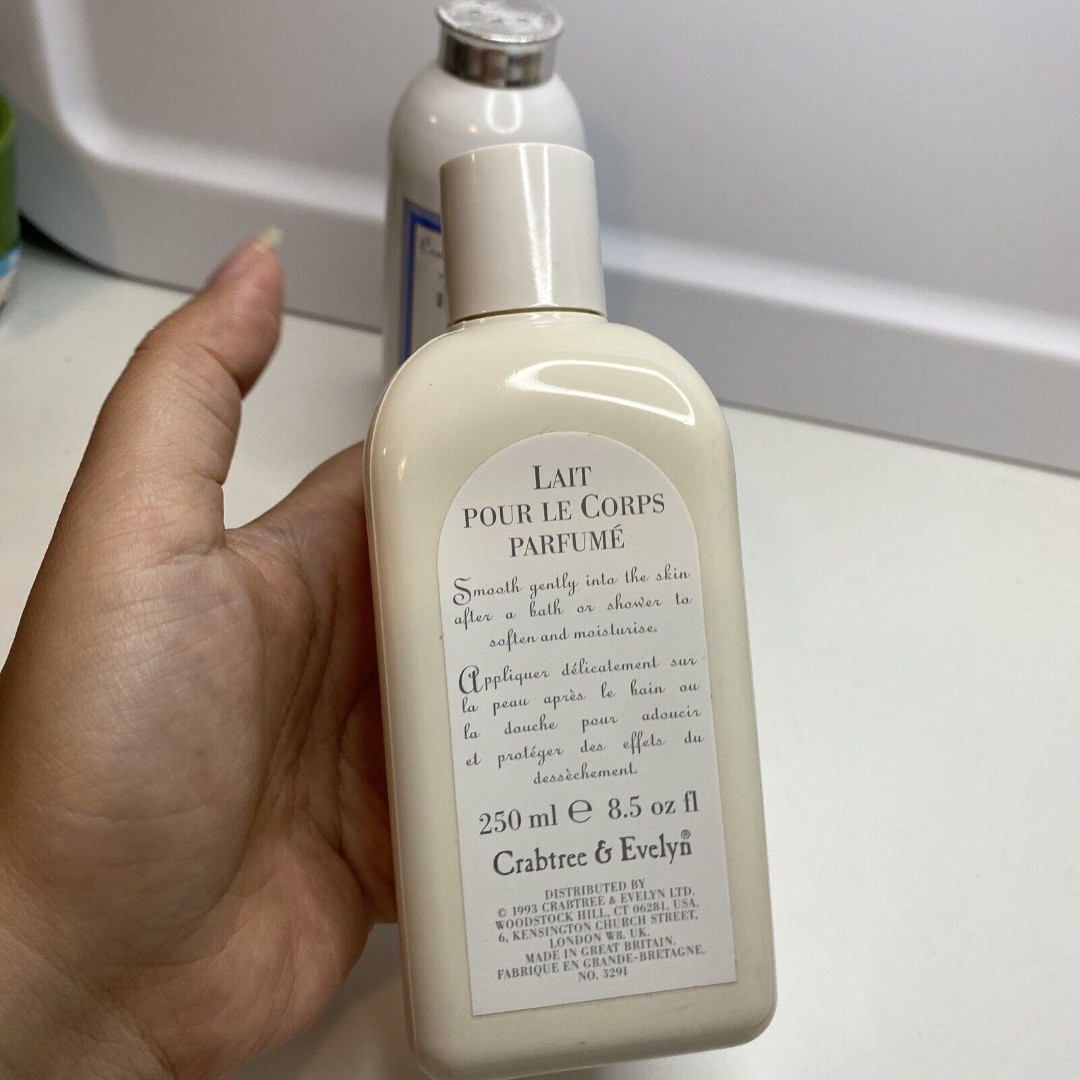 LAIT
POUR LE CORPS
PARFUMÉ
Smooth gently into the skin
after a bath or shower to
soften and moisturise.
Appliquer délicatement sur
la peau après le bain ou
la douche pour adoucir
et protéger des effets du
dessèchement.
250 ml ℮ 8.5 oz fl
Crabtree & Evelyn®
DISTRIBUTED BY
© 1993 CRABTREE & EVELYN LTD.
WOODSTOCK HILL, CT 06281, USA.
6, KENSINGTON CHURCH STREET,
LONDON W8. UK.
MADE IN GREAT BRITAIN.
FABRIQUE EN GRANDE-BRETAGNE.
NO. 3291